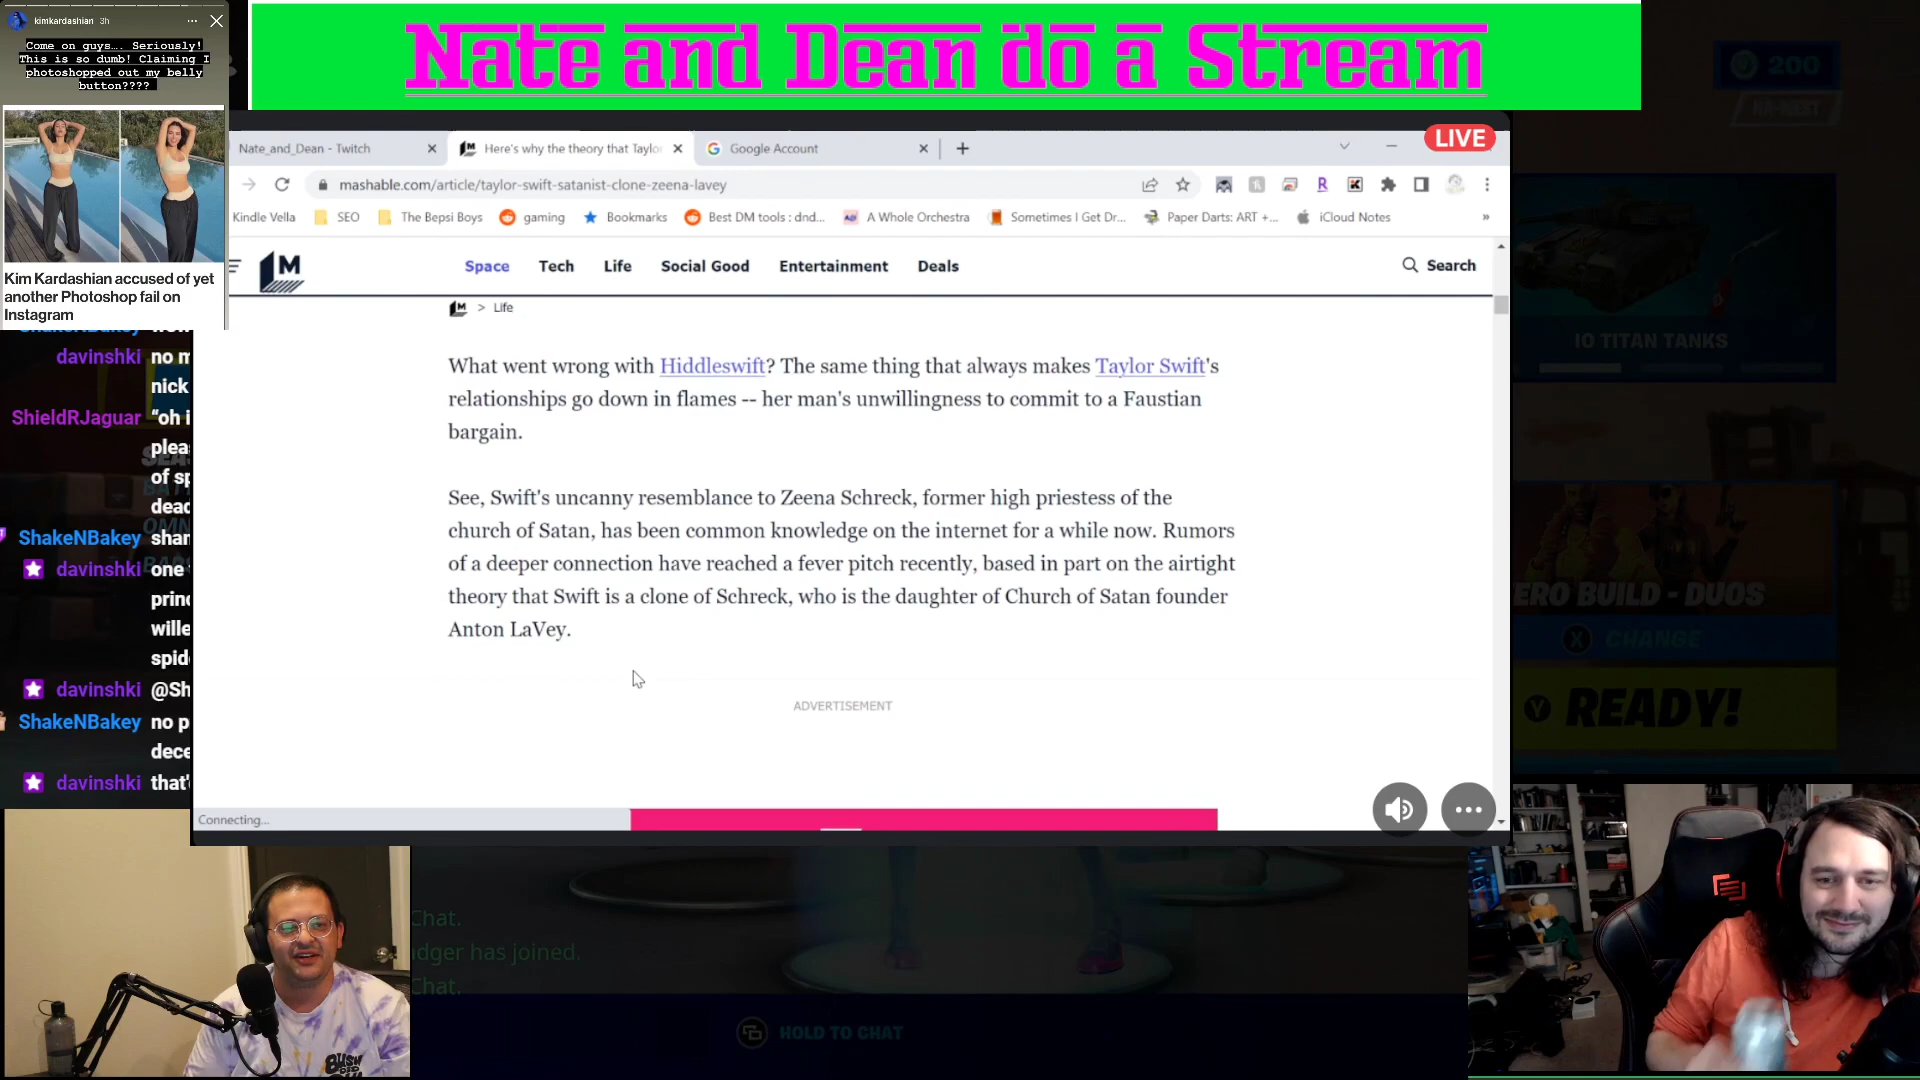 kimkardashian 3h
Come on guys.... Seriously!
This is so dumb! Claiming I
photoshopped out my belly
button????
Kim Kardashian accused of yet
another Photoshop fail on
Instagram
Nate and Dean do a Stream
200
LIVE
Nate_and_Dean - Twitch
Here's why the theory that Taylor
Google Account
mashable.com/article/taylor-swift-satanist-clone-zeena-lavey
Kindle Vella
SEO
The Bepsi Boys
gaming
Bookmarks
Best DM tools : dnd...
A Whole Orchestra
Sometimes I Get Dr...
Paper Darts: ART +...
iCloud Notes
»
M
Space
Tech
Life
Social Good
Entertainment
Deals
Search
M > Life
What went wrong with Hiddleswift? The same thing that always makes Taylor Swift's
relationships go down in flames -- her man's unwillingness to commit to a Faustian
bargain.
See, Swift's uncanny resemblance to Zeena Schreck, former high priestess of the
church of Satan, has been common knowledge on the internet for a while now. Rumors
of a deeper connection have reached a fever pitch recently, based in part on the airtight
theory that Swift is a clone of Schreck, who is the daughter of Church of Satan founder
Anton LaVey.
ADVERTISEMENT
Connecting...
davinshki no m
nick
ShieldRJaguar “oh i
pleas
of sp
dead
ShakeNBakey shar
davinshki one
princ
wille
spid
davinshki @Sh
ShakeNBakey no p
dece
davinshki that'
IO TITAN TANKS
ERO BUILD - DUOS
X CHANGE
Y READY!
Chat.
adger has joined.
Chat.
HOLD TO CHAT